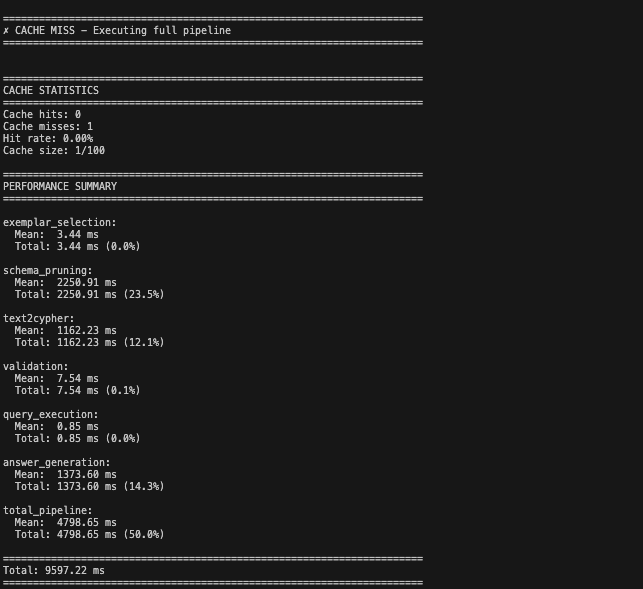 ======================================================================
✗ CACHE MISS – Executing full pipeline
======================================================================
======================================================================
CACHE STATISTICS
======================================================================
Cache hits: 0
Cache misses: 1
Hit rate: 0.00%
Cache size: 1/100
======================================================================
PERFORMANCE SUMMARY
======================================================================
exemplar_selection:
  Mean:  3.44 ms
  Total: 3.44 ms (0.0%)
schema_pruning:
  Mean:  2250.91 ms
  Total: 2250.91 ms (23.5%)
text2cypher:
  Mean:  1162.23 ms
  Total: 1162.23 ms (12.1%)
validation:
  Mean:  7.54 ms
  Total: 7.54 ms (0.1%)
query_execution:
  Mean:  0.85 ms
  Total: 0.85 ms (0.0%)
answer_generation:
  Mean:  1373.60 ms
  Total: 1373.60 ms (14.3%)
total_pipeline:
  Mean:  4798.65 ms
  Total: 4798.65 ms (50.0%)
======================================================================
Total: 9597.22 ms
======================================================================